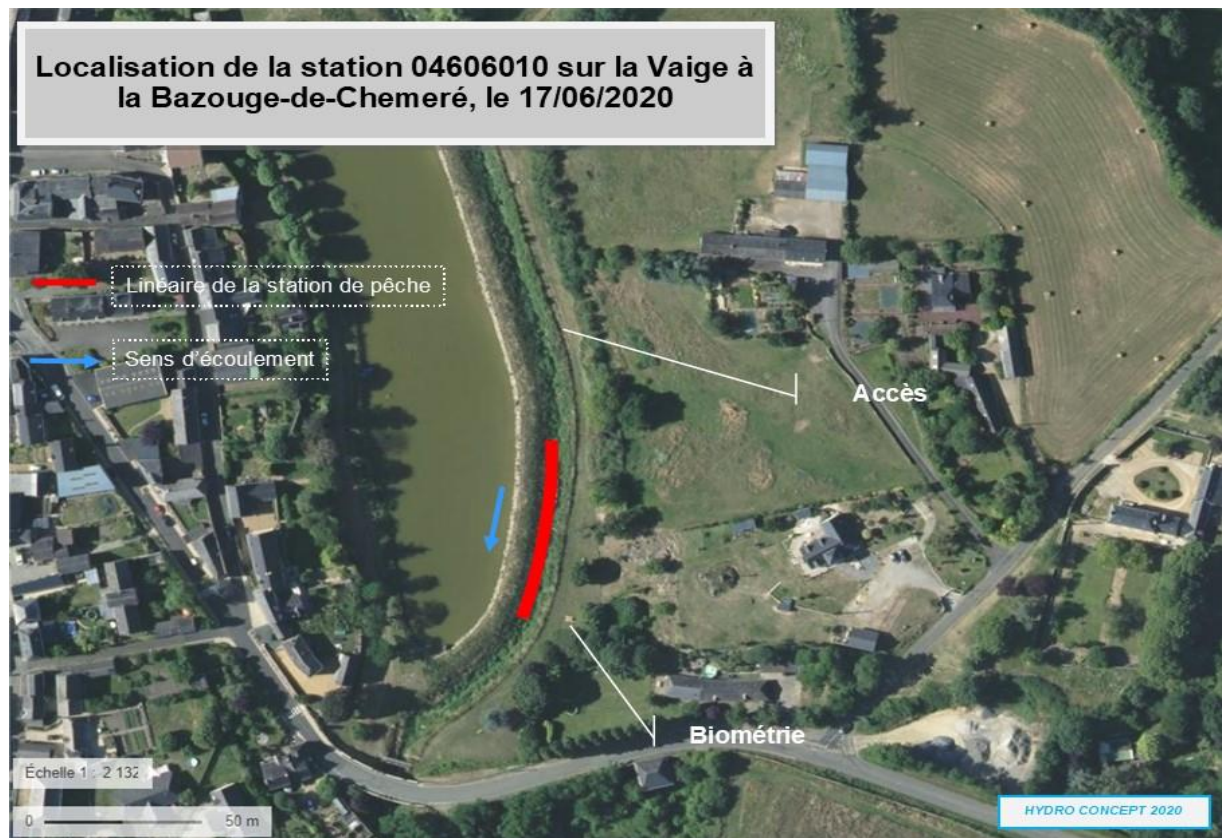 Localisation de la station 04606010 sur la Vaige à
la Bazouge-de-Chemeré, le 17/06/2020
Linéaire de la station de pêche
Sens d'écoulement
Accès
Biométrie
Échelle 1 : 2 132
0 50 m
HYDRO CONCEPT 2020